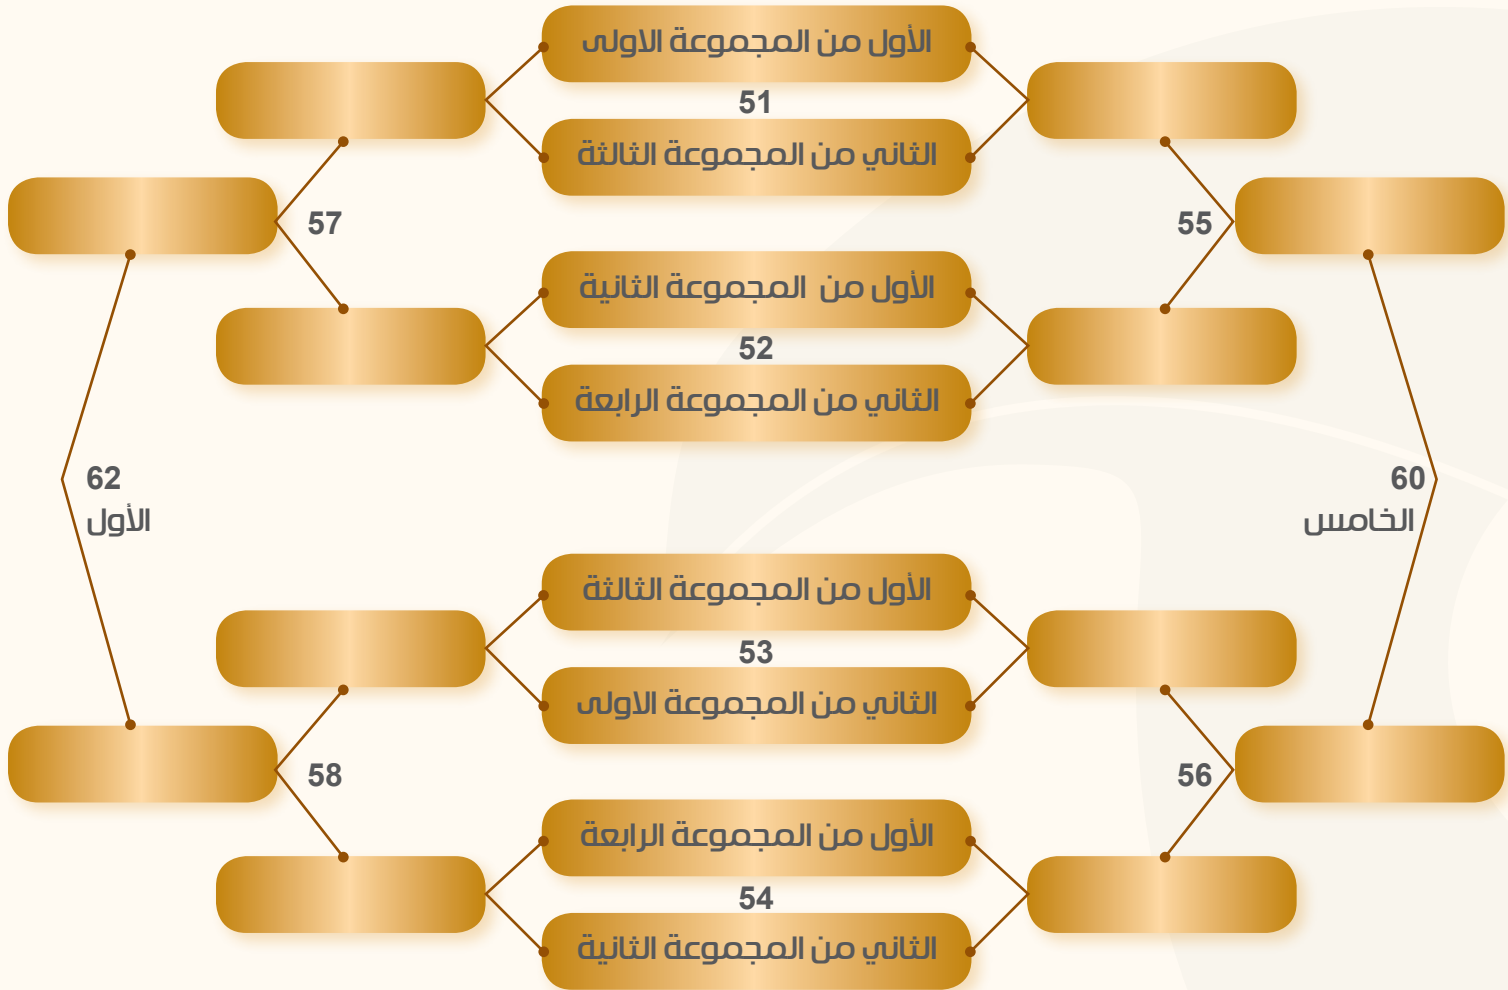 الأول من المجموعة الاولى
51
الثاني من المجموعة الثالثة
55
57
الأول من المجموعة الثانية
52
الثاني من المجموعة الرابعة
60
الخامس
62
الأول
الأول من المجموعة الثالثة
53
الثاني من المجموعة الاولى
56
58
الأول من المجموعة الرابعة
54
الثاني من المجموعة الثانية